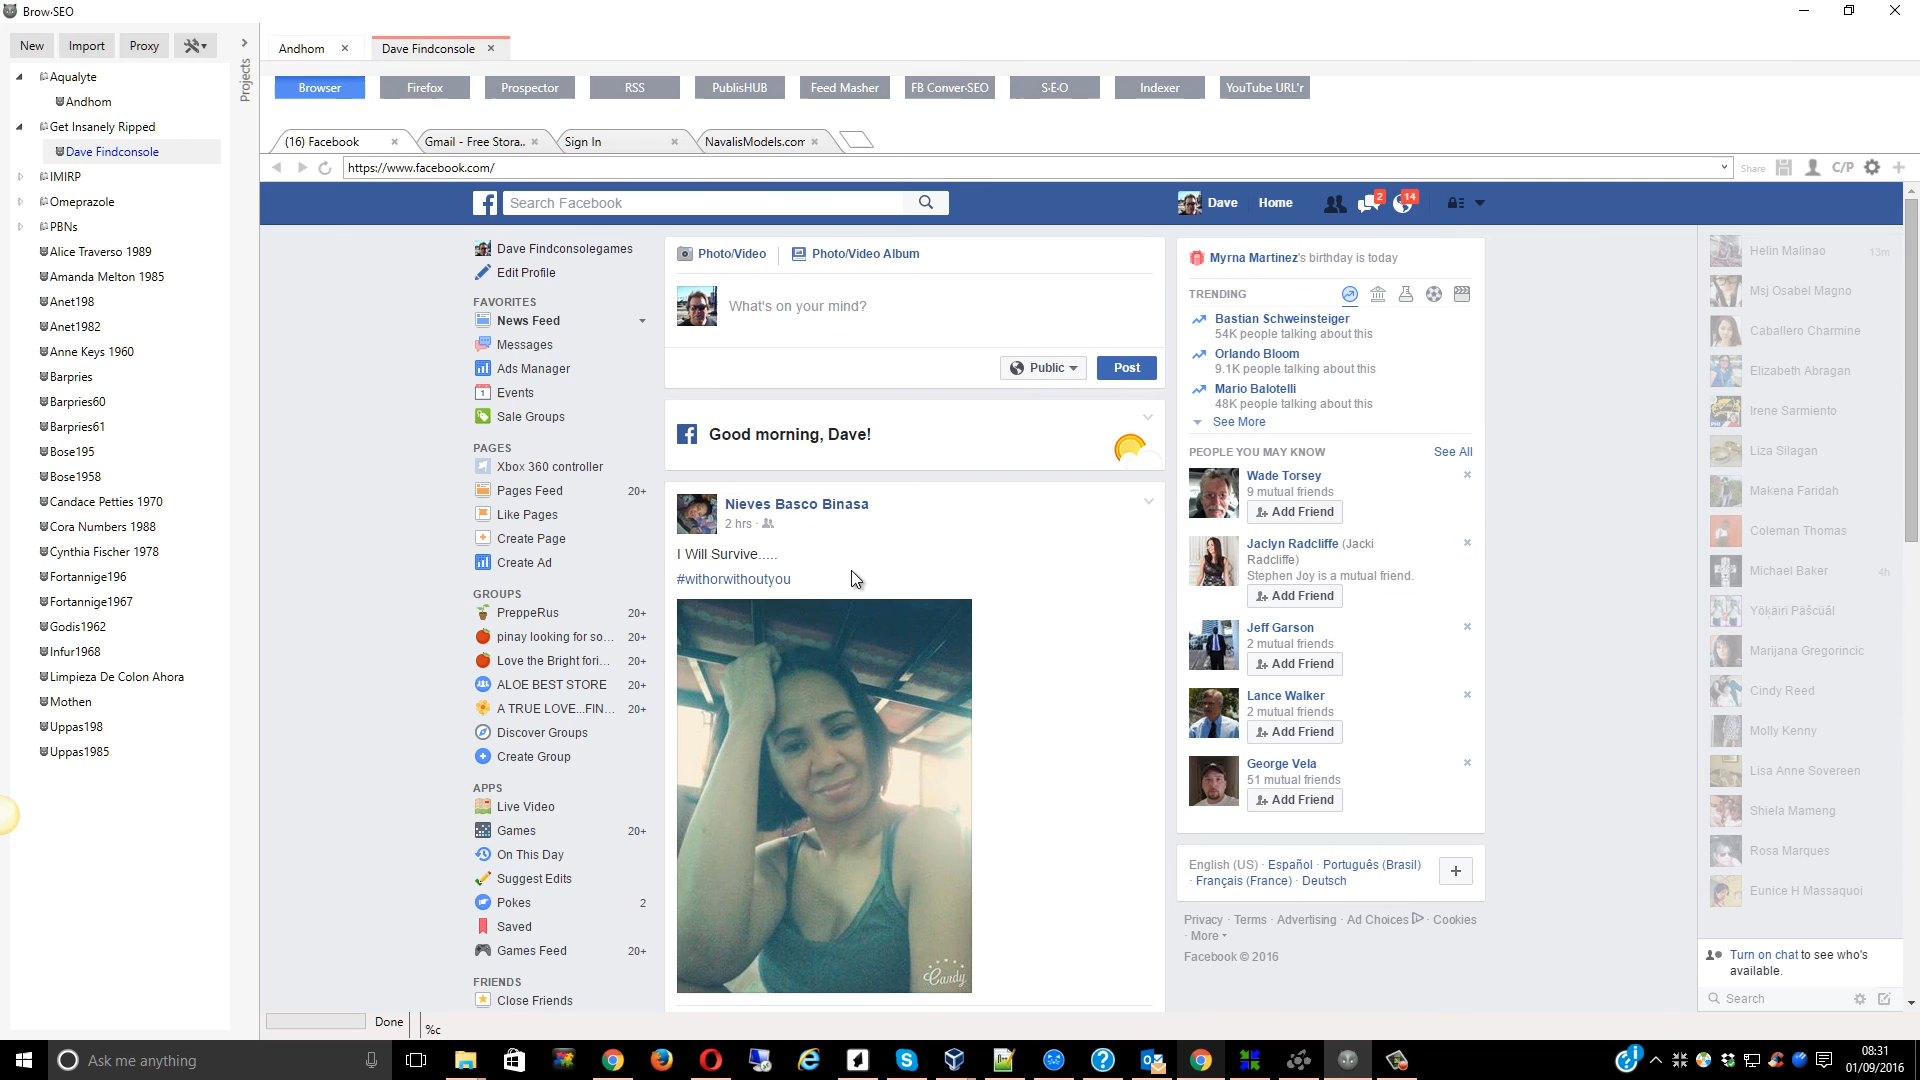 Brow·SEO
New Import Proxy
Projects
Aqualyte
Andhom
Get Insanely Ripped
Dave Findconsole
IMIRP
Omeprazole
PBNs
Alice Traverso 1989
Amanda Melton 1985
Anet198
Anet1982
Anne Keys 1960
Barpries
Barpries60
Barpries61
Bose195
Bose1958
Candace Petties 1970
Cora Numbers 1988
Cynthia Fischer 1978
Fortannige196
Fortannige1967
Godis1962
Infur1968
Limpieza De Colon Ahora
Mothen
Uppas198
Uppas1985
Andhom × Dave Findconsole ×
Browser Firefox Prospector RSS PublisHUB Feed Masher FB Conver·SEO S·E·O Indexer YouTube URL'r
(16) Facebook × Gmail - Free Stora.. × Sign In × NavalisModels.com ×
https://www.facebook.com/ Share C/P
Search Facebook Dave Home 2 14
Dave Findconsolegames
Edit Profile
FAVORITES
News Feed
Messages
Ads Manager
1 Events
Sale Groups
PAGES
Xbox 360 controller
Pages Feed 20+
Like Pages
Create Page
Create Ad
GROUPS
PreppeRus 20+
pinay looking for so... 20+
Love the Bright fori... 20+
ALOE BEST STORE 20+
A TRUE LOVE...FIN... 20+
Discover Groups
Create Group
APPS
Live Video
Games 20+
On This Day
Suggest Edits
Pokes 2
Saved
Games Feed 20+
FRIENDS
Close Friends
Photo/Video Photo/Video Album
What's on your mind?
Public Post
Good morning, Dave!
Nieves Basco Binasa
2 hrs ·
I Will Survive.....
#withorwithoutyou
Candy
Myrna Martinez's birthday is today
TRENDING
Bastian Schweinsteiger
54K people talking about this
Orlando Bloom
9.1K people talking about this
Mario Balotelli
48K people talking about this
See More
PEOPLE YOU MAY KNOW See All
Wade Torsey
9 mutual friends
Add Friend
Jaclyn Radcliffe (Jacki
Radcliffe)
Stephen Joy is a mutual friend.
Add Friend
Jeff Garson
2 mutual friends
Add Friend
Lance Walker
2 mutual friends
Add Friend
George Vela
51 mutual friends
Add Friend
English (US) · Español · Português (Brasil)
· Français (France) · Deutsch
Privacy · Terms · Advertising · Ad Choices · Cookies
· More
Facebook © 2016
Helin Malinao 13m
Msj Osabel Magno
Caballero Charmine
Elizabeth Abragan
Irene Sarmiento
Liza Silagan
Makena Faridah
Coleman Thomas
Michael Baker 4h
Marijana Gregorincic
Cindy Reed
Molly Kenny
Lisa Anne Sovereen
Shiela Mameng
Rosa Marques
Eunice H Massaquoi
Turn on chat to see who's
available.
Search
Done %c
Ask me anything
08:31
01/09/2016